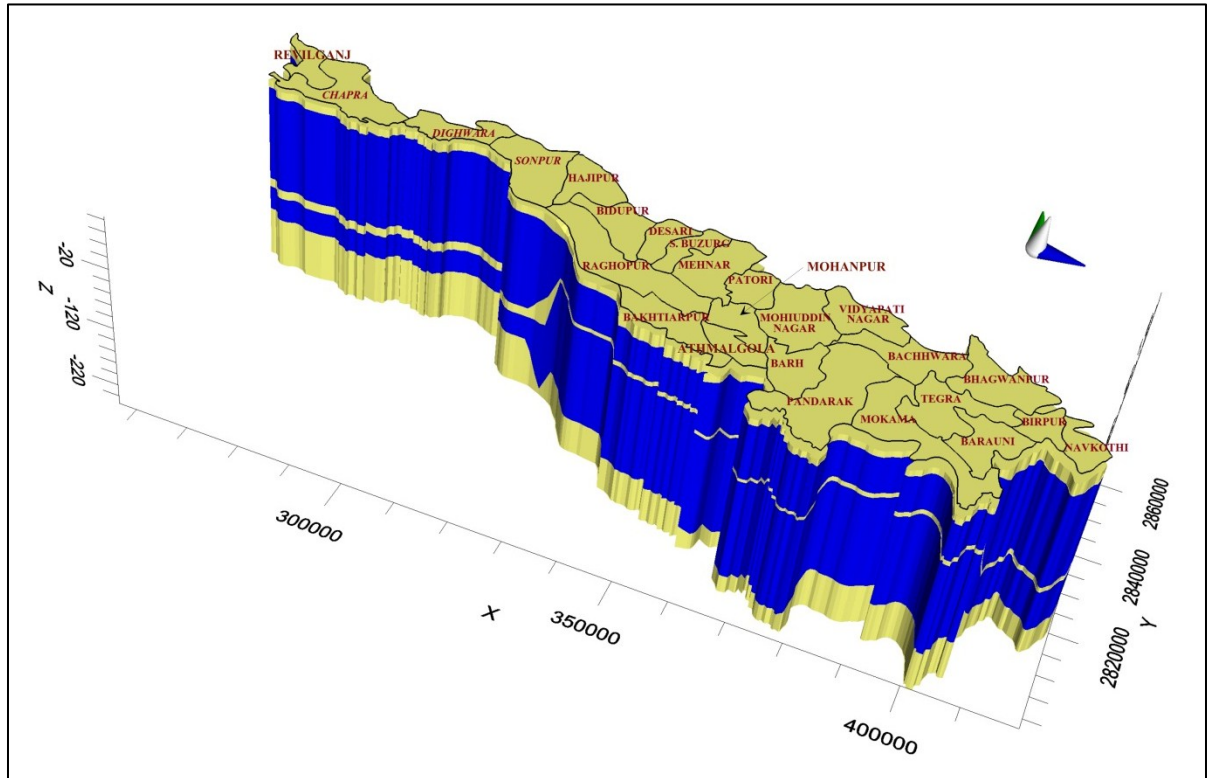 REVILGANJ
CHAPRA
DIGHWARA
SONPUR
HAJIPUR
BIDUPUR
DESARI
S. BUZURG
RAGHOPUR
MEHNAR
MOHANPUR
PATORI
BAKHTIARPUR
MOHIUDDIN
NAGAR
VIDYAPATI
NAGAR
ATHMALGOLA
BARH
BACHHWARA
BHAGWANPUR
PANDARAK
TEGRA
MOKAMA
BIRPUR
BARAUNI
NAVKOTHI
-20
-120
-220
Z
300000
X
350000
400000
2860000
2840000
2820000
Y